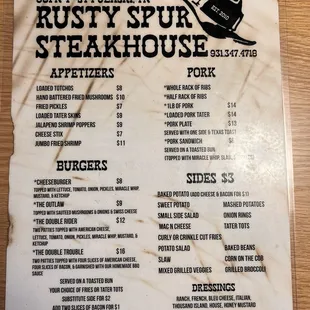 RUSTY SPUR
EST 2010
STEAKHOUSE
931.347.4718
APPETIZERS
LOADED TOTCHOS $9
HAND BATTERED FRIED MUSHROOMS $10
FRIED PICKLES $7
LOADED TATER SKINS $9
JALAPENO SHRIMP POPPERS $9
CHEESE STIX $7
JUMBO FRIED SHRIMP $11
PORK
*WHOLE RACK OF RIBS
*HALF RACK OF RIBS
*1LB OF PORK $14
*LOADED PORK TATER $14
*PORK PLATE $13
SERVED WITH ONE SIDE & TEXAS TOAST
*PORK SANDWICH
SERVED ON A TOASTED BUN
(TOPPED WITH MIRACLE WHIP, SLAW,
BURGERS
*CHEESEBURGER $9
TOPPED WITH LETTUCE, TOMATO, ONION, PICKLES, MIRACLE WHIP,
MUSTARD, & KETCHUP
*THE OUTLAW $9
TOPPED WITH SAUTEED MUSHROOMS & ONIONS & SWISS CHEESE
*THE DOUBLE RIDER $12
TWO PATTIES TOPPED WITH AMERICAN CHEESE,
LETTUCE, TOMATO, ONION, PICKLES, MIRACLE WHIP, MUSTARD, &
KETCHUP
*THE DOUBLE TROUBLE $16
TWO PATTIES TOPPED WITH FOUR SLICES OF AMERICAN CHEESE,
FOUR SLICES OF BACON, & GARNISHED WITH OUR HOMEMADE BBQ
SAUCE
SERVED ON A TOASTED BUN
YOUR CHOICE OF FRIES OR TATER TOTS
SUBSTITUTE SIDE FOR $2
ADD TWO SLICES OF BACON FOR $1
SIDES $3
BAKED POTATO (ADD CHEESE & BACON FOR $1)
SWEET POTATO MASHED POTATOES
SMALL SIDE SALAD ONION RINGS
MAC N CHEESE TATER TOTS
CURLY OR CRINKLE CUT FRIES
POTATO SALAD BAKED BEANS
SLAW CORN ON THE COB
MIXED GRILLED VEGGIES GRILLED BROCCOLI
DRESSINGS
RANCH, FRENCH, BLEU CHEESE, ITALIAN,
THOUSAND ISLAND, HOUSE, HONEY MUSTARD